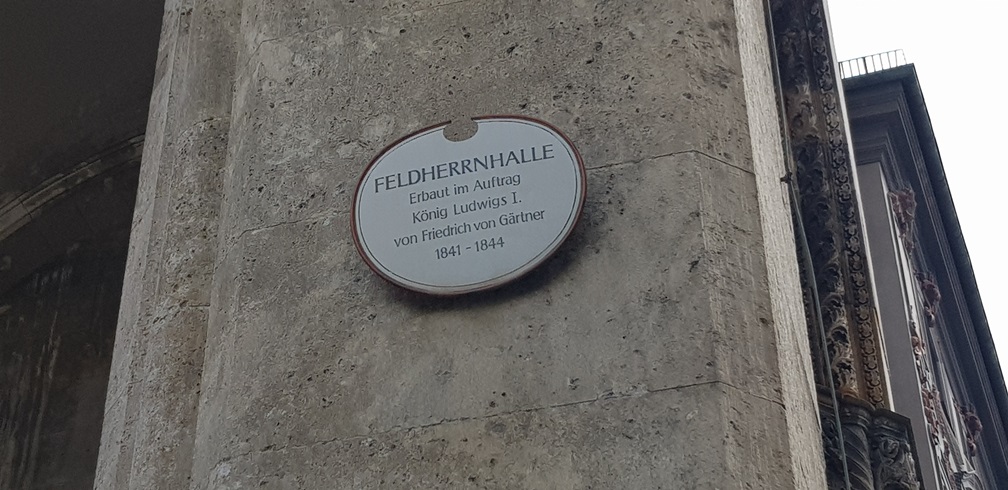 FELDHERRNHALLE
Erbaut im Auftrag
König Ludwigs I.
von Friedrich von Gärtner
1841 - 1844